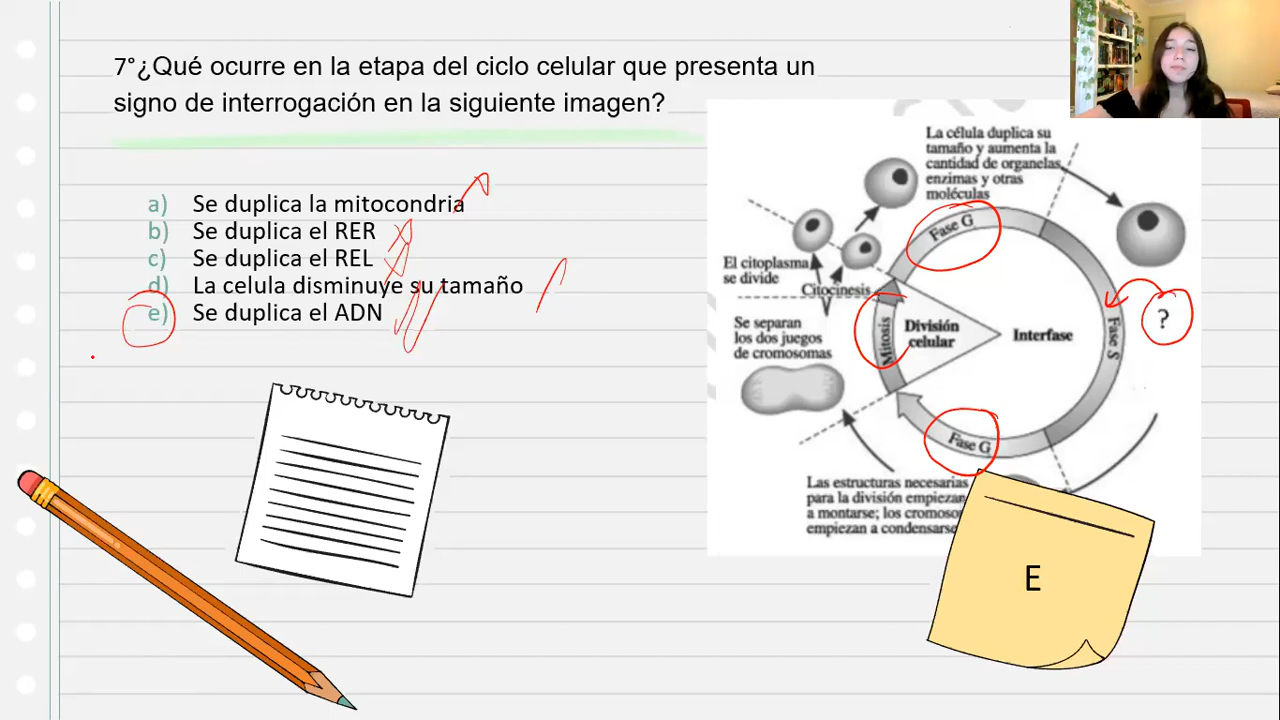 7°¿Qué ocurre en la etapa del ciclo celular que presenta un
signo de interrogación en la siguiente imagen?
a) Se duplica la mitocondria
b) Se duplica el RER
c) Se duplica el REL
d) La celula disminuye su tamaño
e) Se duplica el ADN
La célula duplica su
tamaño y aumenta la
cantidad de organelas
enzimas y otras
moléculas
Fase G
El citoplasma
se divide
Citocinesis
Se separan
los dos juegos
de cromosomas
Mitosis
División
celular
Interfase
Fase S
?
Fase G
Las estructuras necesarias
para la división empiezan
a montarse; los cromoso
empiezan a condensarse
E